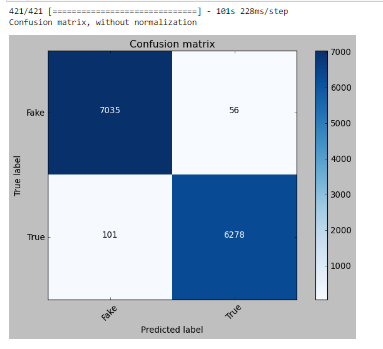 421/421 [==============================] - 101s 228ms/step
Confusion matrix, without normalization
Confusion matrix
7000
Fake 7035 56
6000
5000
4000
True label
3000
True 101 6278
2000
1000
Fake True
Predicted label